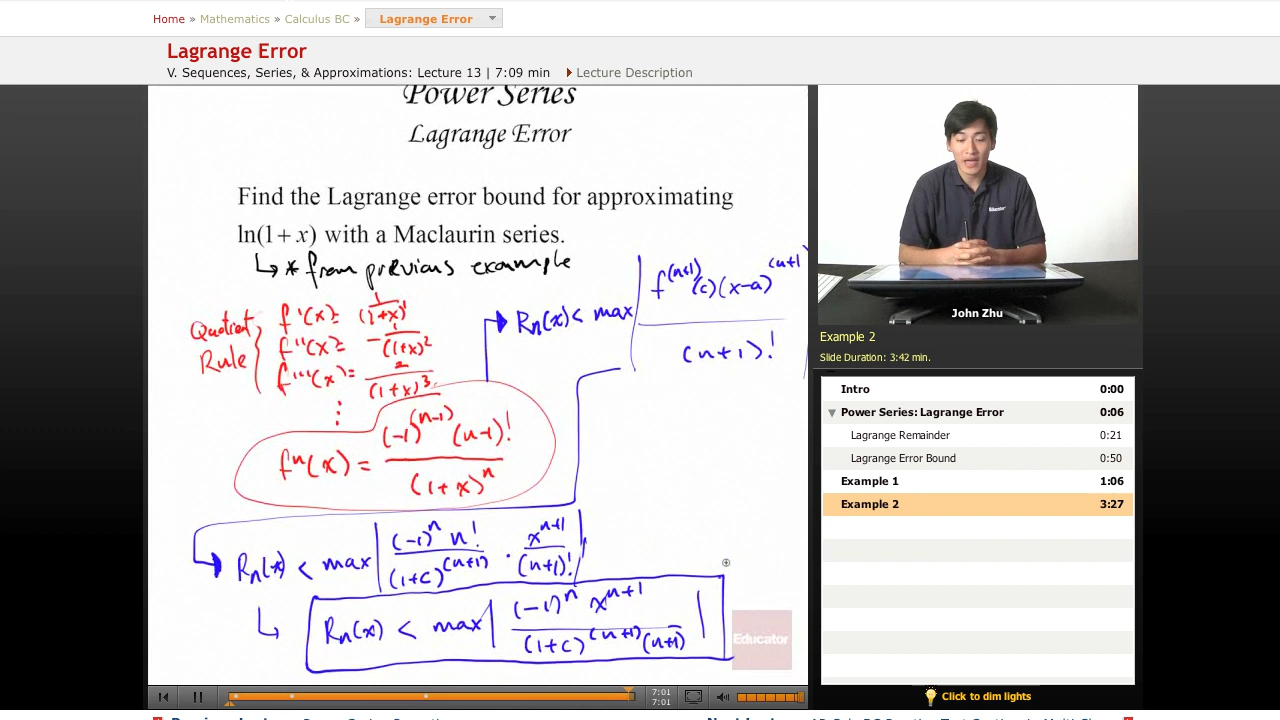 Home » Mathematics » Calculus BC » Lagrange Error
Lagrange Error
V. Sequences, Series, & Approximations: Lecture 13 | 7:09 min Lecture Description
Power Series
Lagrange Error
Find the Lagrange error bound for approximating
ln(1 + x) with a Maclaurin series.
↳ * from previous example
Quotient
Rule
f'(x) = 1/(1+x)¹
f''(x) = -1/(1+x)²
f'''(x) = 2/(1+x)³
⋮
fⁿ(x) = (-1)^(n-1) (n-1)! / (1+x)ⁿ
Rn(x) < max | f^(n+1)(c)(x-a)^(n+1) / (n+1)! |
Rn(x) < max | (-1)ⁿ n! / (1+c)^(n+1) · x^(n+1) / (n+1)! |
↳ Rn(x) < max | (-1)ⁿ x^(n+1) / (1+c)^(n+1) (n+1) |
Educator
7:01
7:01
Educator
John Zhu
Example 2
Slide Duration: 3:42 min.
Intro 0:00
Power Series: Lagrange Error 0:06
Lagrange Remainder 0:21
Lagrange Error Bound 0:50
Example 1 1:06
Example 2 3:27
Click to dim lights